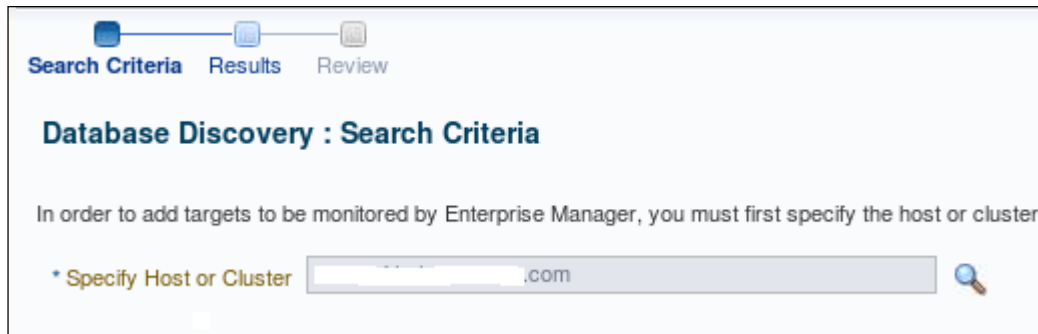 Search Criteria Results Review
Database Discovery : Search Criteria
In order to add targets to be monitored by Enterprise Manager, you must first specify the host or cluster
* Specify Host or Cluster .com